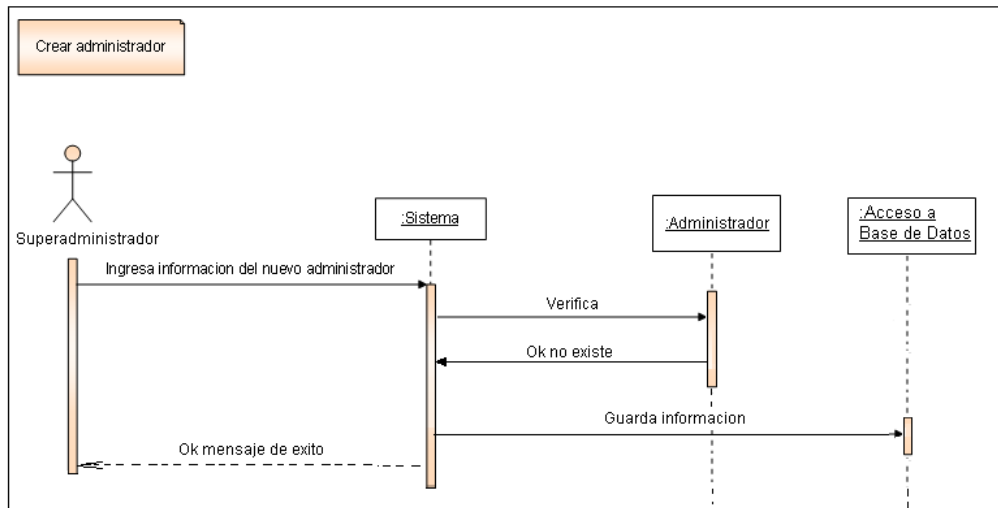 Crear administrador
Superadministrador
:Sistema
:Administrador
:Acceso a
Base de Datos
Ingresa informacion del nuevo administrador
Verifica
Ok no existe
Guarda informacion
Ok mensaje de exito